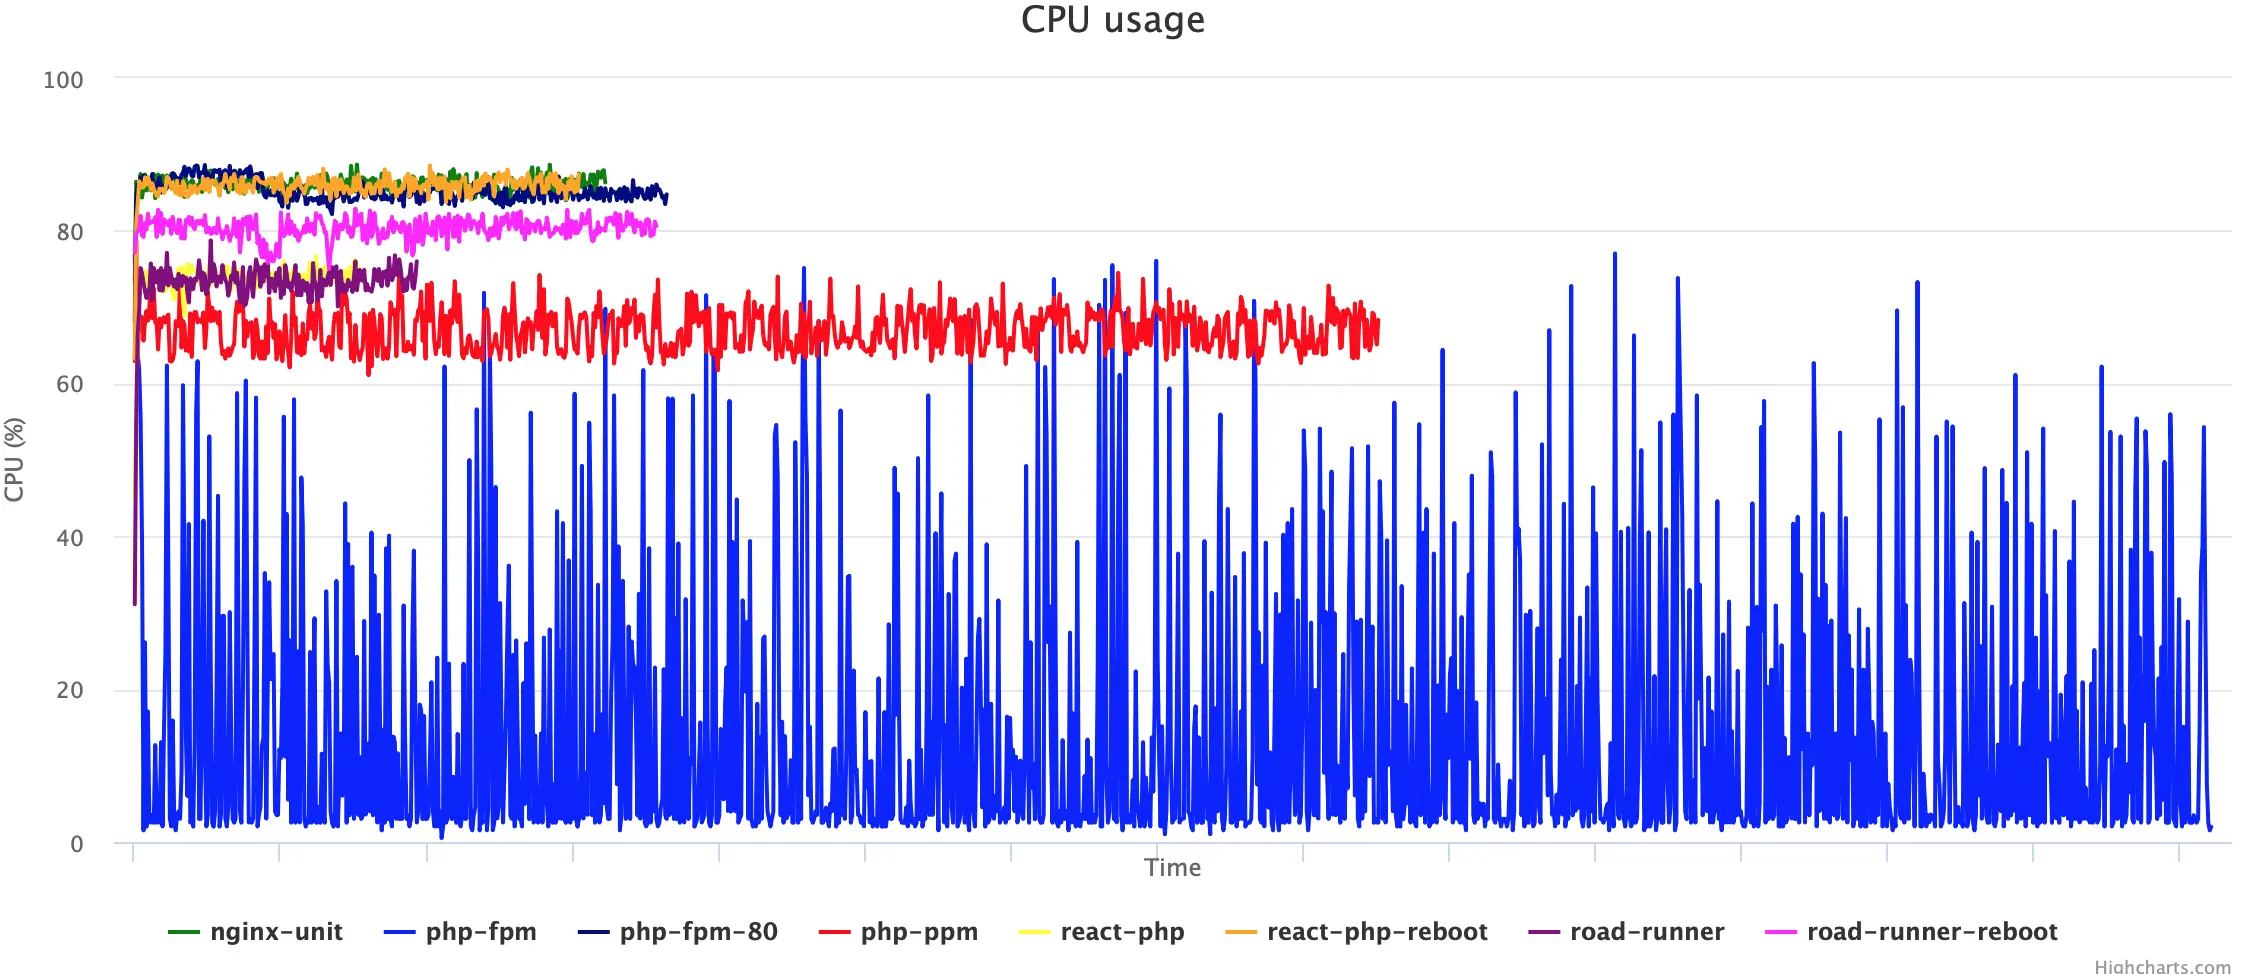 CPU usage
100
80
60
40
20
0
CPU (%)
Time
nginx-unit php-fpm php-fpm-80 php-ppm react-php react-php-reboot road-runner road-runner-reboot
Highcharts.com